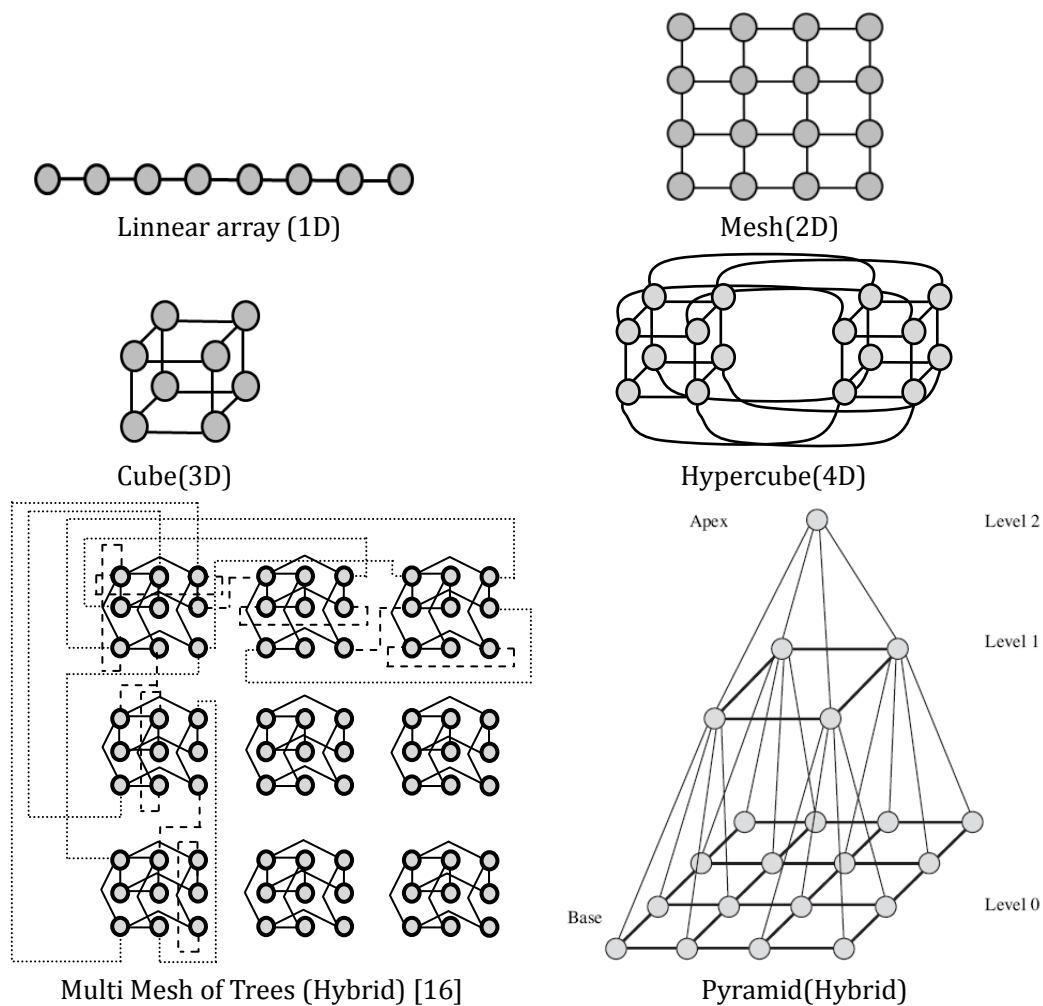 Linnear array (1D)
Mesh(2D)
Cube(3D)
Hypercube(4D)
Apex
Level 2
Level 1
Level 0
Base
Multi Mesh of Trees (Hybrid) [16]
Pyramid(Hybrid)